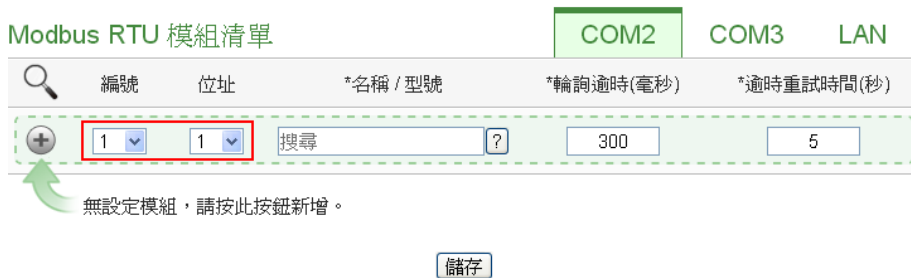 Modbus RTU 模組清單 COM2 COM3 LAN
編號 位址 *名稱 / 型號 *輪詢逾時(毫秒) *逾時重試時間(秒)
1 1 搜尋 ? 300 5
無設定模組，請按此按鈕新增。
儲存